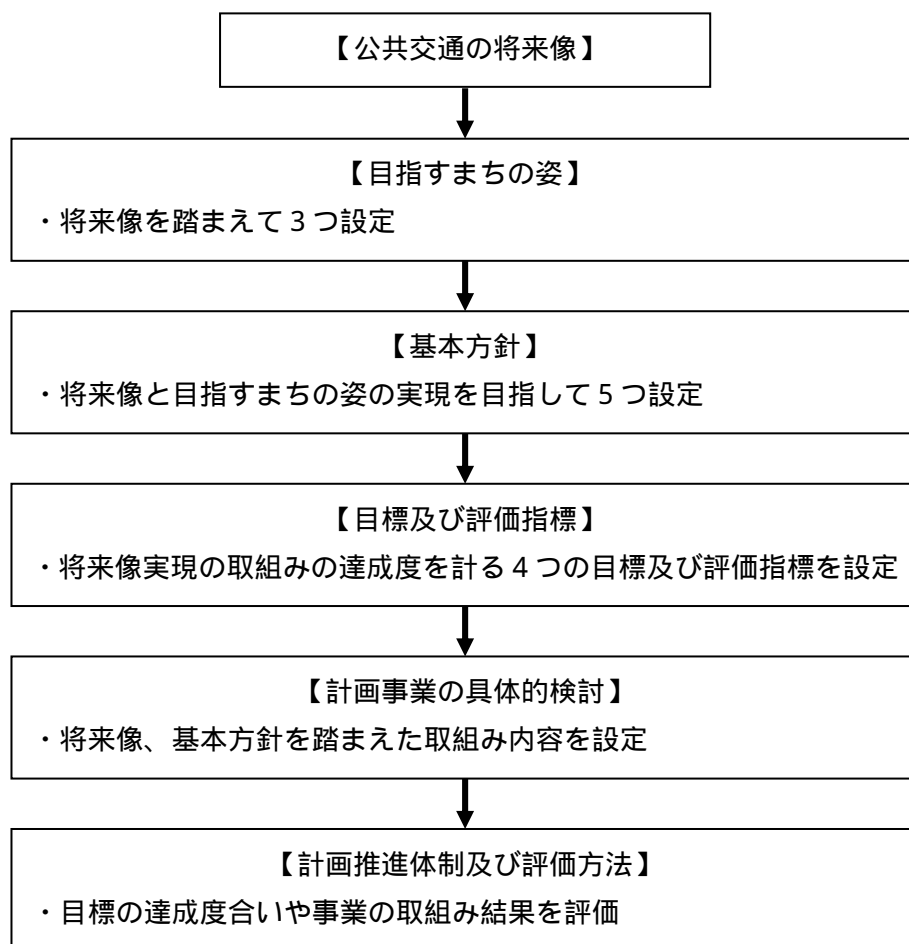 【公共交通の将来像】
【目指すまちの姿】
・将来像を踏まえて３つ設定
【基本方針】
・将来像と目指すまちの姿の実現を目指して５つ設定
【目標及び評価指標】
・将来像実現の取組みの達成度を計る４つの目標及び評価指標を設定
【計画事業の具体的検討】
・将来像、基本方針を踏まえた取組み内容を設定
【計画推進体制及び評価方法】
・目標の達成度合いや事業の取組み結果を評価